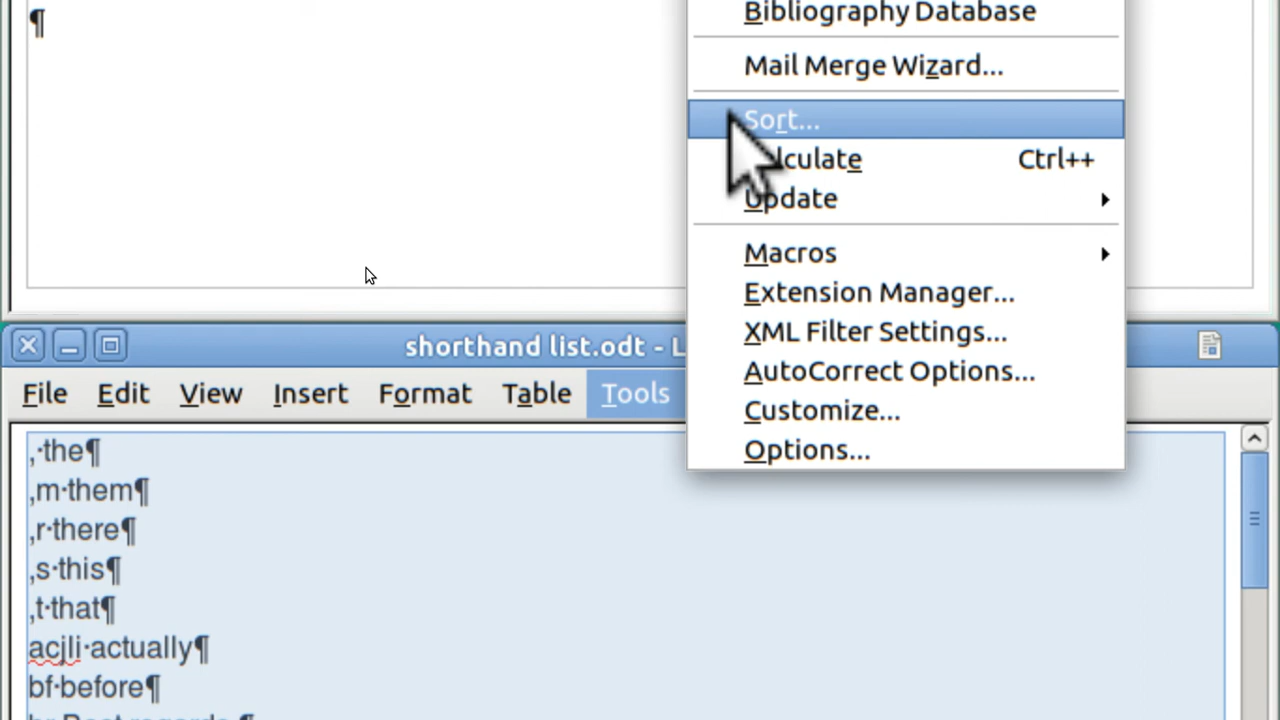 ¶
Bibliography Database
Mail Merge Wizard...
Sort...
lculate Ctrl++
Update
Macros
Extension Manager...
XML Filter Settings...
AutoCorrect Options...
Customize...
Options...
shorthand list.odt - L
File Edit View Insert Format Table Tools
,·the¶
,m·them¶
,r·there¶
,s·this¶
,t·that¶
acjli·actually¶
bf·before¶